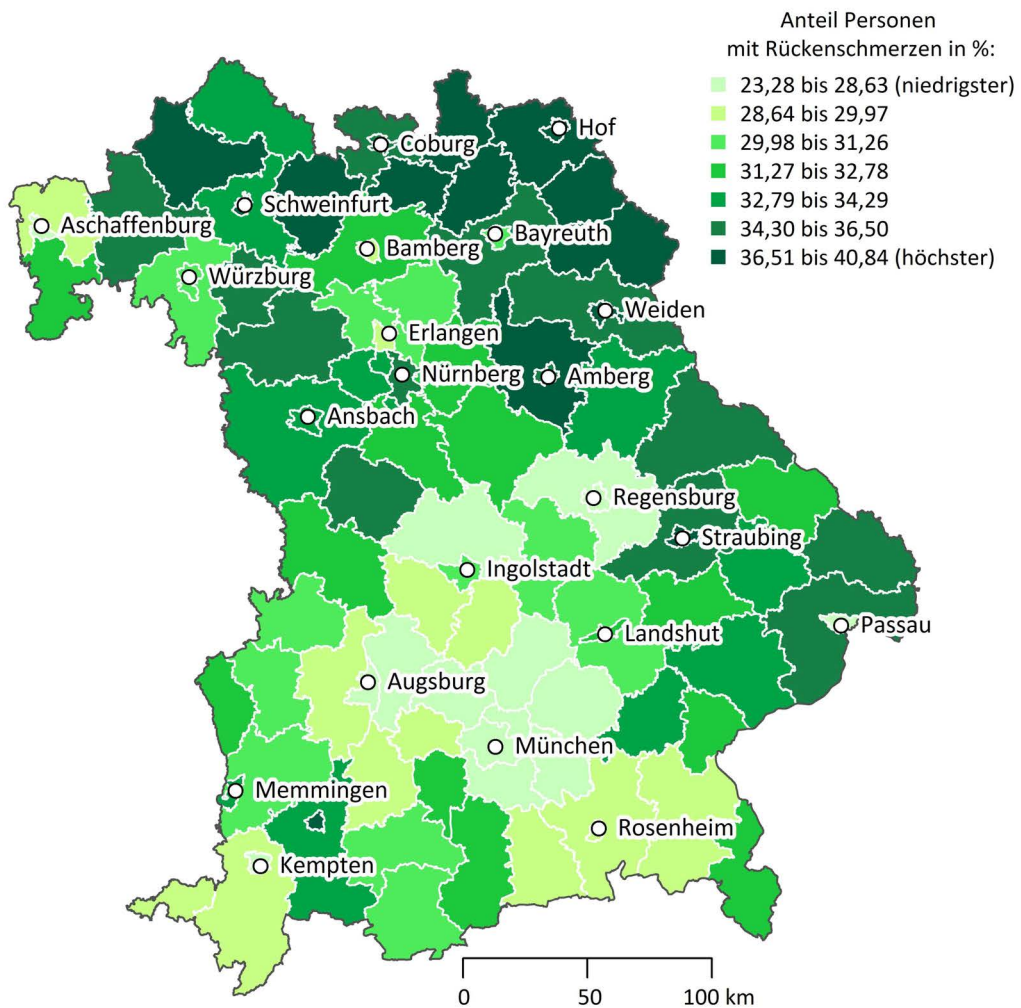 Anteil Personen
mit Rückenschmerzen in %:
23,28 bis 28,63 (niedrigster)
28,64 bis 29,97
29,98 bis 31,26
31,27 bis 32,78
32,79 bis 34,29
34,30 bis 36,50
36,51 bis 40,84 (höchster)
Hof
Coburg
Schweinfurt
Aschaffenburg
Bayreuth
Bamberg
Würzburg
Weiden
Erlangen
Nürnberg
Amberg
Ansbach
Regensburg
Straubing
Ingolstadt
Passau
Landshut
Augsburg
München
Memmingen
Rosenheim
Kempten
0 50 100 km